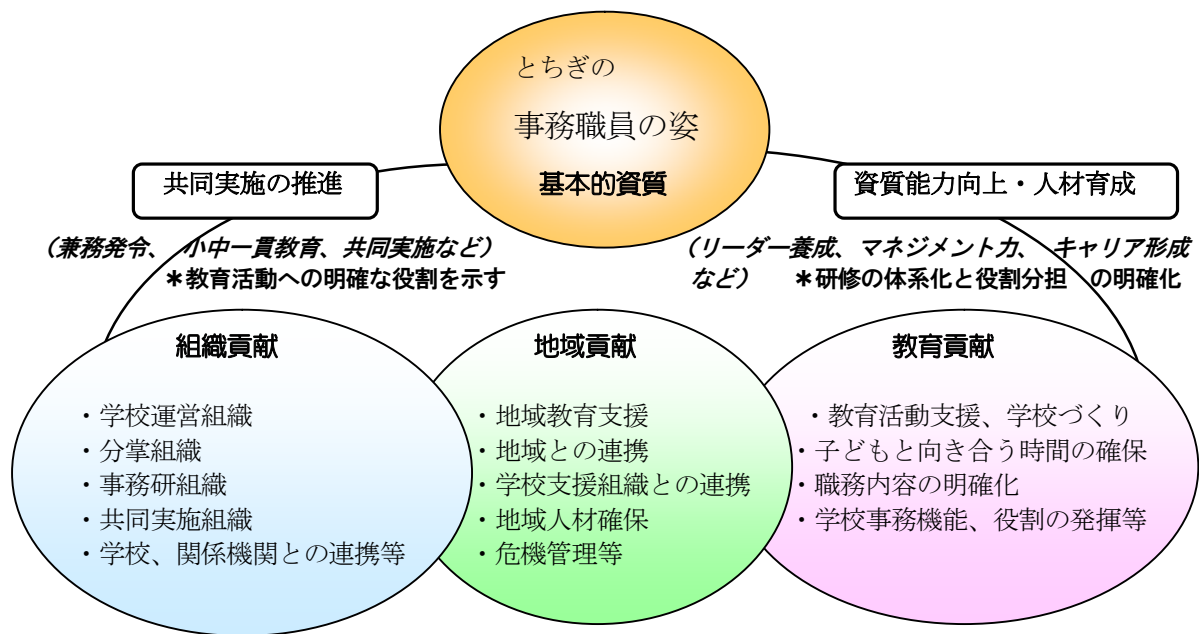 とちぎの
事務職員の姿
基本的資質
共同実施の推進
資質能力向上・人材育成
（兼務発令、　小中一貫教育、共同実施など）
＊教育活動への明確な役割を示す
（リーダー養成、マネジメント力、　キャリア形成
など）　＊研修の体系化と役割分担　の明確化
組織貢献
・学校運営組織
・分掌組織
・事務研組織
・共同実施組織
・学校、関係機関との連携等
地域貢献
・地域教育支援
・地域との連携
・学校支援組織との連携
・地域人材確保
・危機管理等
教育貢献
・教育活動支援、学校づくり
・子どもと向き合う時間の確保
・職務内容の明確化
・学校事務機能、役割の発揮等